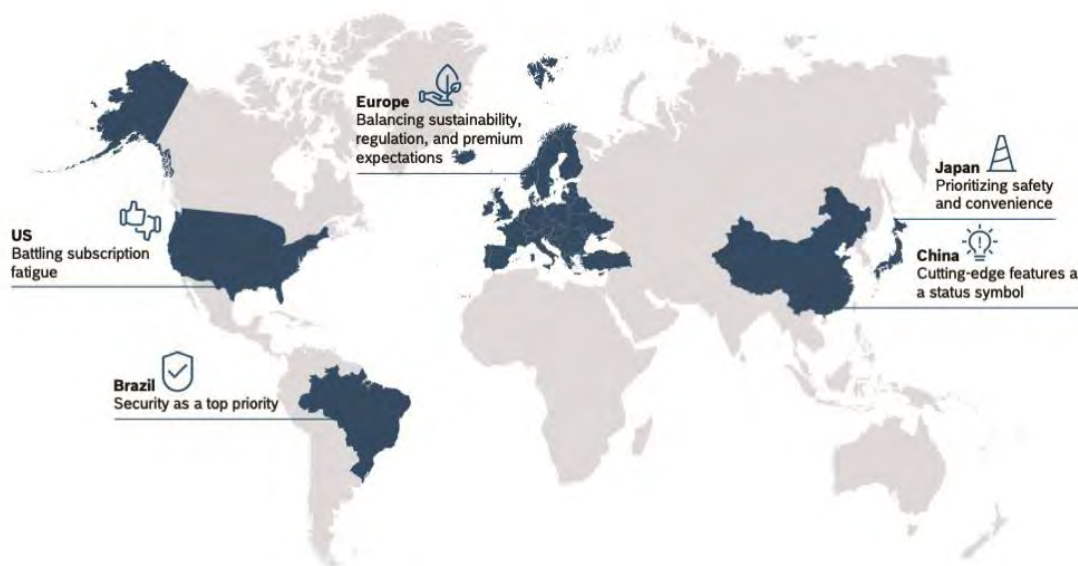 Europe
Balancing sustainability,
regulation, and premium
expectations
Japan
Prioritizing safety
and convenience
US
Battling subscription
fatigue
China
Cutting-edge features a
a status symbol
Brazil
Security as a top priority